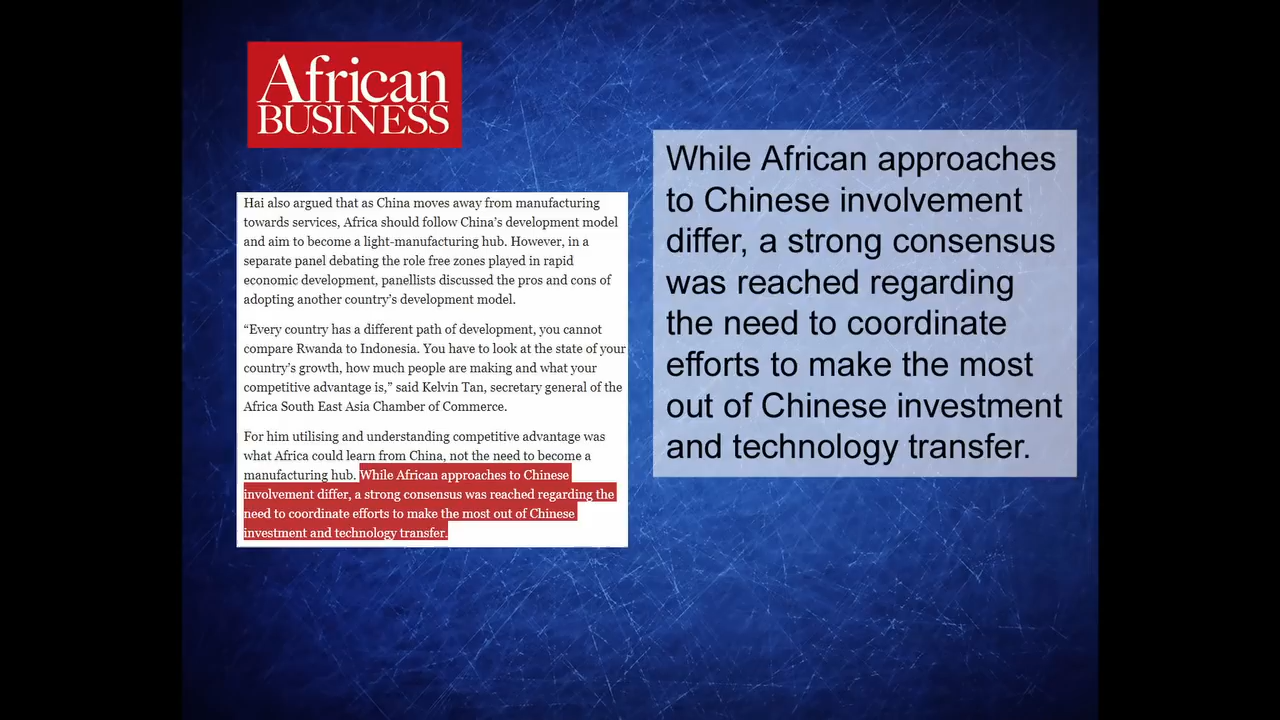 African
BUSINESS
Hai also argued that as China moves away from manufacturing
towards services, Africa should follow China’s development model
and aim to become a light-manufacturing hub. However, in a
separate panel debating the role free zones played in rapid
economic development, panellists discussed the pros and cons of
adopting another country’s development model.
“Every country has a different path of development, you cannot
compare Rwanda to Indonesia. You have to look at the state of your
country’s growth, how much people are making and what your
competitive advantage is,” said Kelvin Tan, secretary general of the
Africa South East Asia Chamber of Commerce.
For him utilising and understanding competitive advantage was
what Africa could learn from China, not the need to become a
manufacturing hub. While African approaches to Chinese
involvement differ, a strong consensus was reached regarding the
need to coordinate efforts to make the most out of Chinese
investment and technology transfer.
While African approaches
to Chinese involvement
differ, a strong consensus
was reached regarding
the need to coordinate
efforts to make the most
out of Chinese investment
and technology transfer.